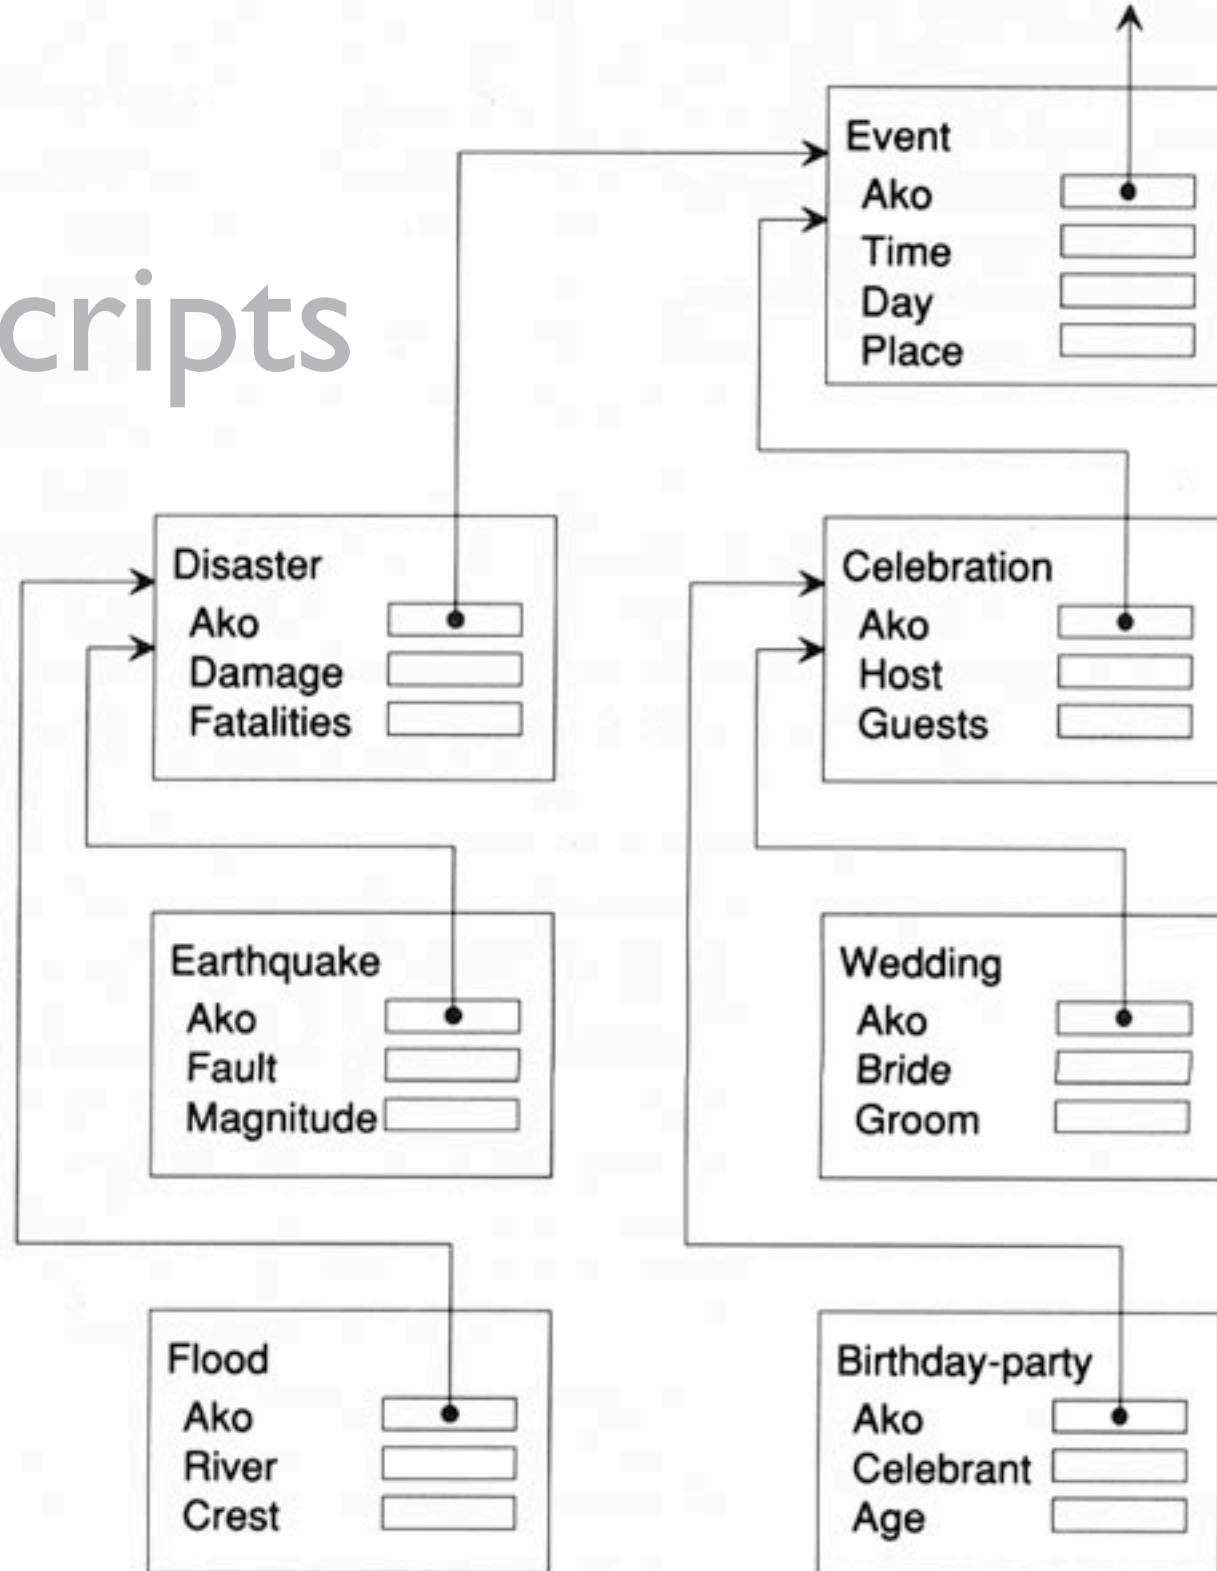 cripts
Event
Ako
Time
Day
Place
Disaster
Ako
Damage
Fatalities
Celebration
Ako
Host
Guests
Earthquake
Ako
Fault
Magnitude
Wedding
Ako
Bride
Groom
Flood
Ako
River
Crest
Birthday-party
Ako
Celebrant
Age